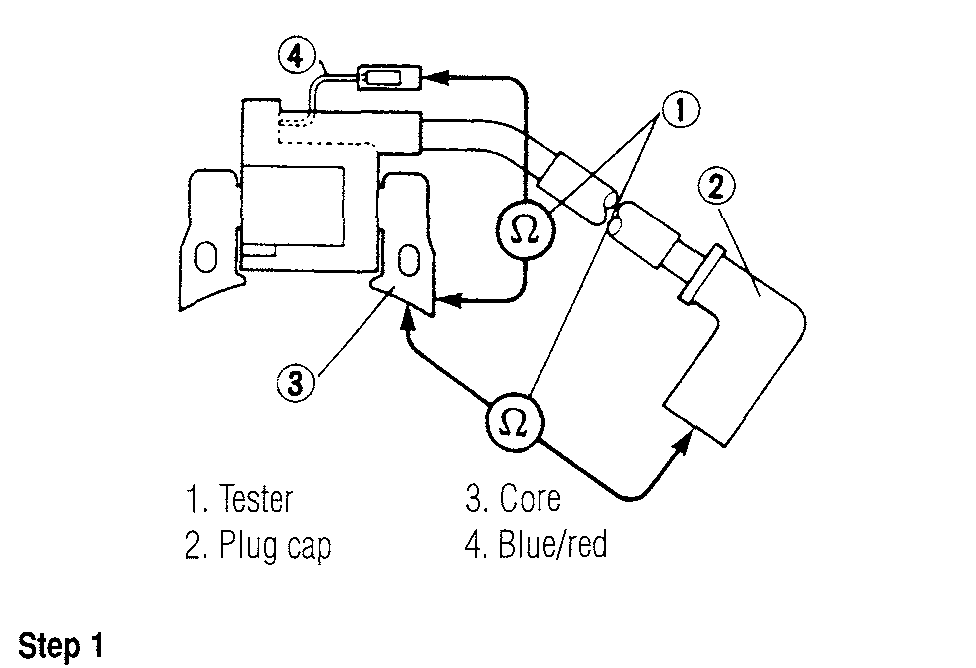 ④
①
②
Ω
③
Ω
1. Tester 3. Core
2. Plug cap 4. Blue/red
Step 1